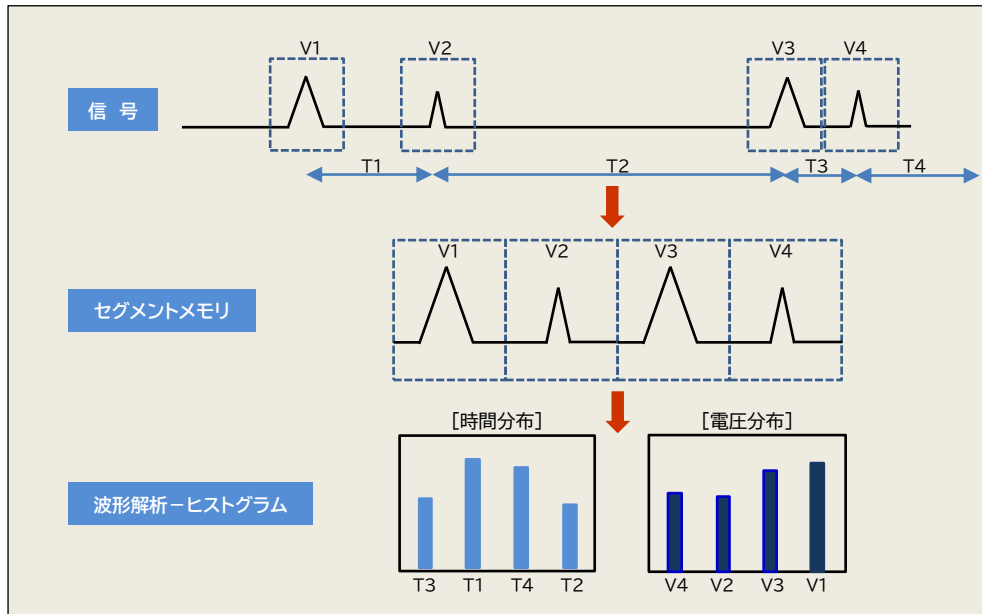 V1 V2 V3 V4
信 号
T1 T2 T3 T4
V1 V2 V3 V4
セグメントメモリ
[時間分布] [電圧分布]
波形解析－ヒストグラム
T3 T1 T4 T2 V4 V2 V3 V1